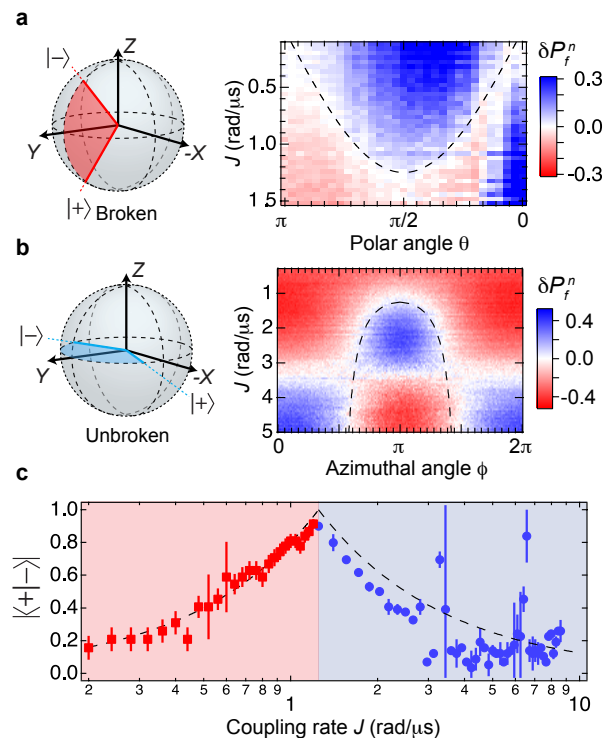 a
Z
|−⟩
Y
-X
|+⟩
Broken
J (rad/μs)
0.5
1.0
1.5
π
π/2
0
Polar angle θ
δP_f^n
0.3
0.0
-0.3
b
Z
|−⟩
Y
-X
|+⟩
Unbroken
J (rad/μs)
1
2
3
4
5
0
π
2π
Azimuthal angle ϕ
δP_f^n
0.4
0.0
-0.4
c
|⟨+|−⟩|
1.0
0.8
0.6
0.4
0.2
0.0
2 3 4 5 6 7 8 9 1 2 3 4 5 6 7 8 9 10
Coupling rate J (rad/μs)